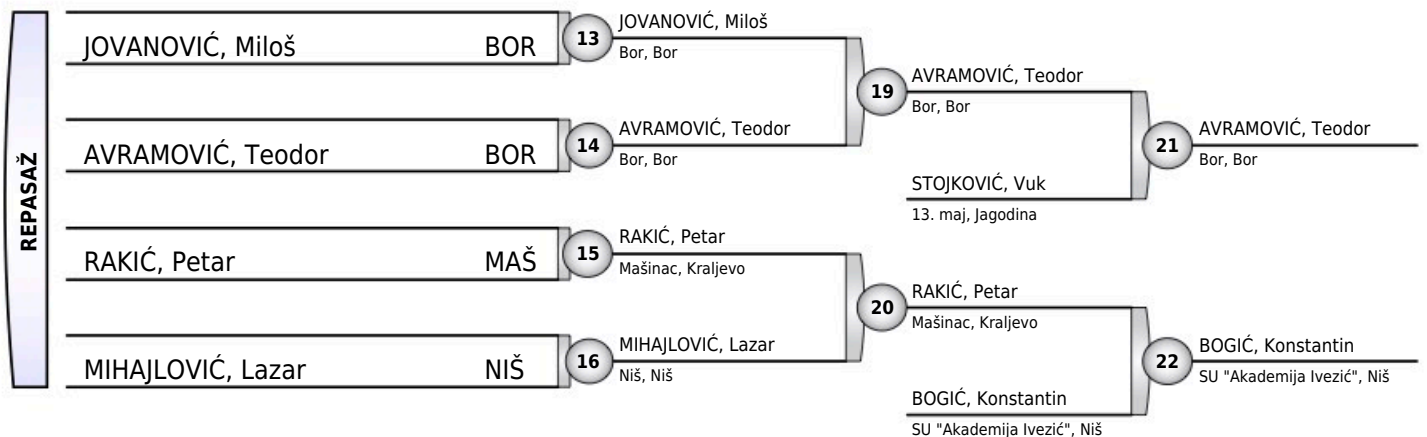 REPASAŽ
JOVANOVIĆ, Miloš BOR
AVRAMOVIĆ, Teodor BOR
RAKIĆ, Petar MAŠ
MIHAJLOVIĆ, Lazar NIŠ
13
JOVANOVIĆ, Miloš
Bor, Bor
14
AVRAMOVIĆ, Teodor
Bor, Bor
15
RAKIĆ, Petar
Mašinac, Kraljevo
16
MIHAJLOVIĆ, Lazar
Niš, Niš
19
AVRAMOVIĆ, Teodor
Bor, Bor
STOJKOVIĆ, Vuk
13. maj, Jagodina
20
RAKIĆ, Petar
Mašinac, Kraljevo
BOGIĆ, Konstantin
SU "Akademija Ivezić", Niš
21
AVRAMOVIĆ, Teodor
Bor, Bor
22
BOGIĆ, Konstantin
SU "Akademija Ivezić", Niš